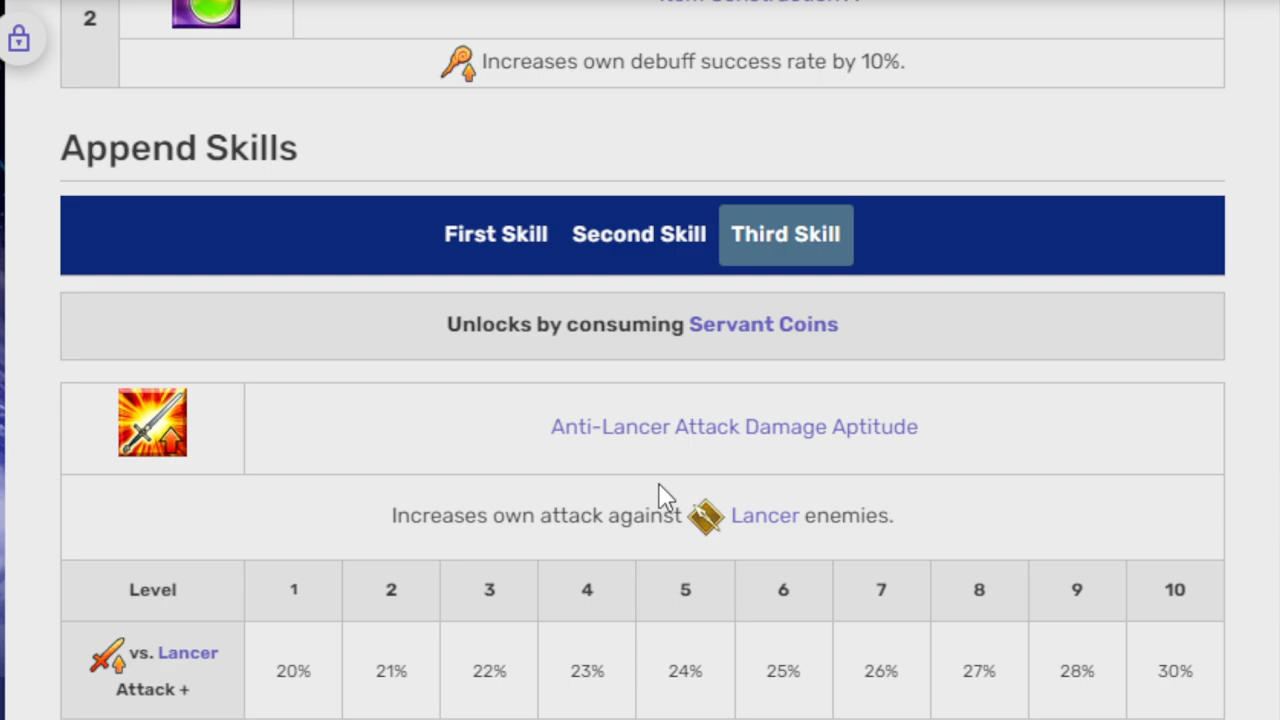 2
Increases own debuff success rate by 10%.
Append Skills
First Skill Second Skill Third Skill
Unlocks by consuming Servant Coins
Anti-Lancer Attack Damage Aptitude
Increases own attack against Lancer enemies.
Level 1 2 3 4 5 6 7 8 9 10
vs. Lancer
Attack + 20% 21% 22% 23% 24% 25% 26% 27% 28% 30%